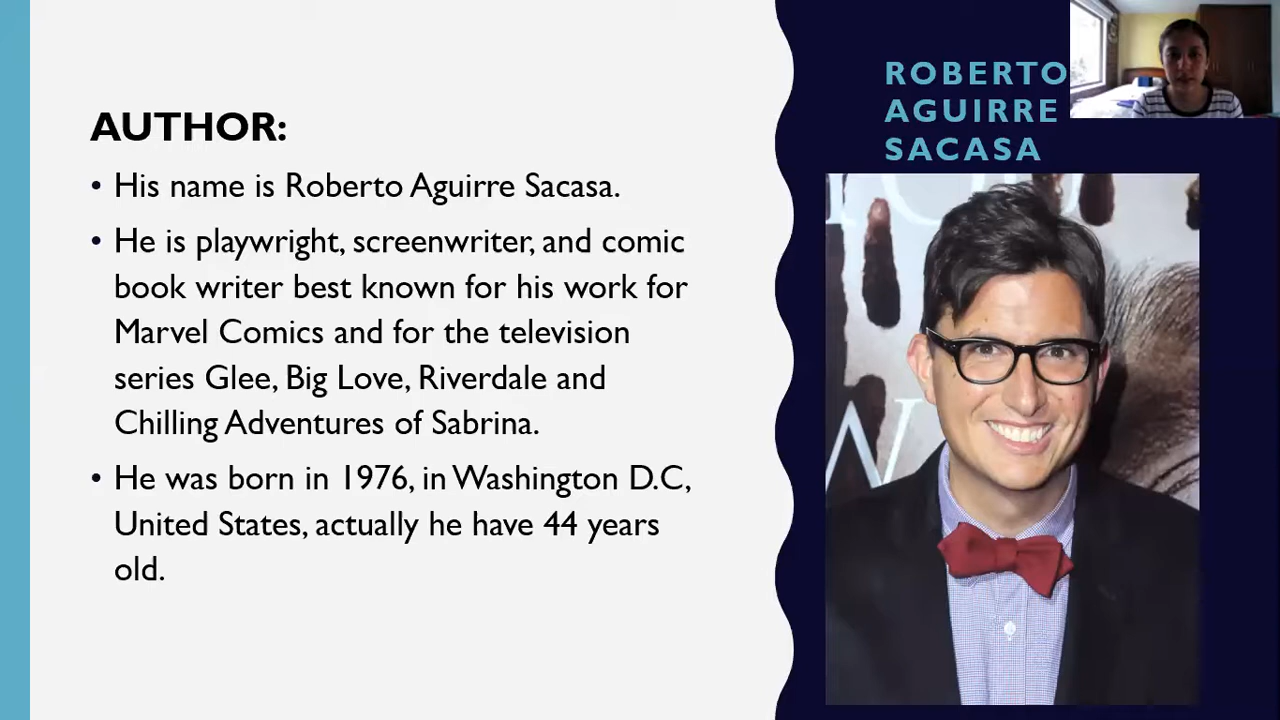 AUTHOR:
• His name is Roberto Aguirre Sacasa.
• He is playwright, screenwriter, and comic
book writer best known for his work for
Marvel Comics and for the television
series Glee, Big Love, Riverdale and
Chilling Adventures of Sabrina.
• He was born in 1976, in Washington D.C,
United States, actually he have 44 years
old.
ROBERTO
AGUIRRE
SACASA
W